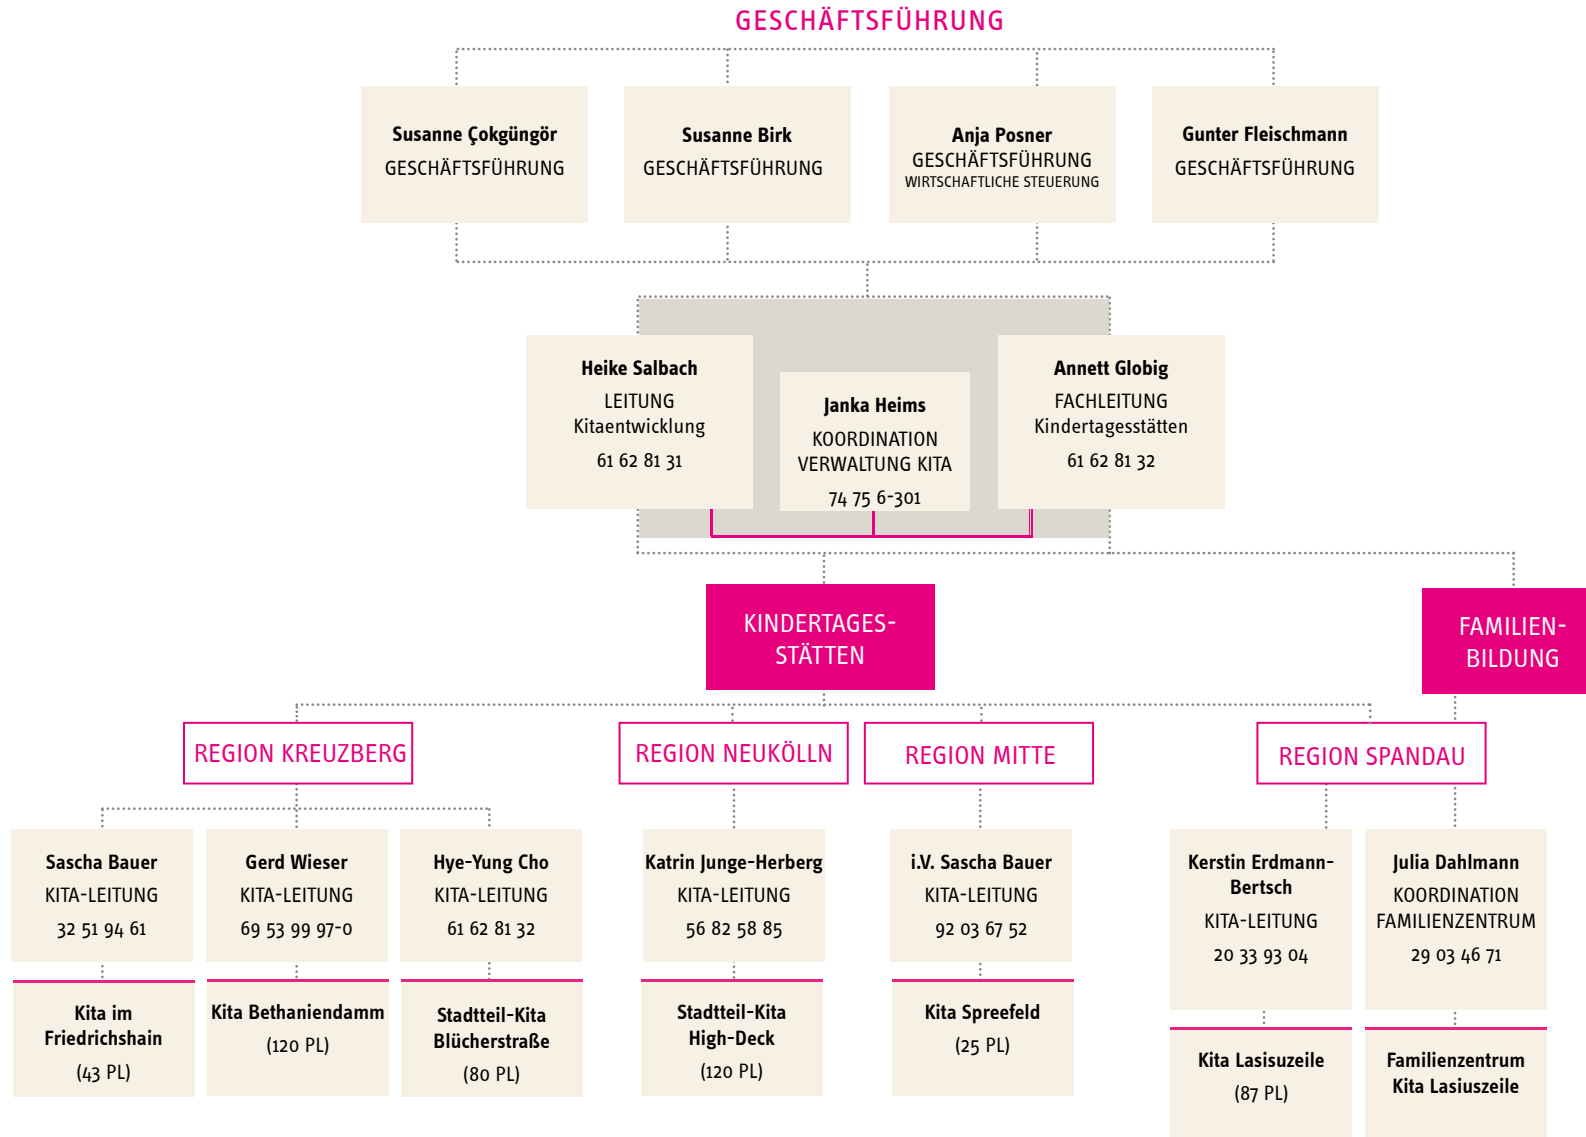 GESCHÄFTSFÜHRUNG
Susanne Çokgüngör
GESCHÄFTSFÜHRUNG
Susanne Birk
GESCHÄFTSFÜHRUNG
Anja Posner
GESCHÄFTSFÜHRUNG
WIRTSCHAFTLICHE STEUERUNG
Gunter Fleischmann
GESCHÄFTSFÜHRUNG
Heike Salbach
LEITUNG
Kitaentwicklung
61 62 81 31
Janka Heims
KOORDINATION
VERWALTUNG KITA
74 75 6-301
Annett Globig
FACHLEITUNG
Kindertagesstätten
61 62 81 32
KINDERTAGES-
STÄTTEN
FAMILIEN-
BILDUNG
REGION KREUZBERG
REGION NEUKÖLLN
REGION MITTE
REGION SPANDAU
Sascha Bauer
KITA-LEITUNG
32 51 94 61
Gerd Wieser
KITA-LEITUNG
69 53 99 97-0
Hye-Yung Cho
KITA-LEITUNG
61 62 81 32
Katrin Junge-Herberg
KITA-LEITUNG
56 82 58 85
i.V. Sascha Bauer
KITA-LEITUNG
92 03 67 52
Kerstin Erdmann-
Bertsch
KITA-LEITUNG
20 33 93 04
Julia Dahlmann
KOORDINATION
FAMILIENZENTRUM
29 03 46 71
Kita im
Friedrichshain
(43 PL)
Kita Bethaniendamm
(120 PL)
Stadtteil-Kita
Blücherstraße
(80 PL)
Stadtteil-Kita
High-Deck
(120 PL)
Kita Spreefeld
(25 PL)
Kita Lasisuzeile
(87 PL)
Familienzentrum
Kita Lasiuszeile